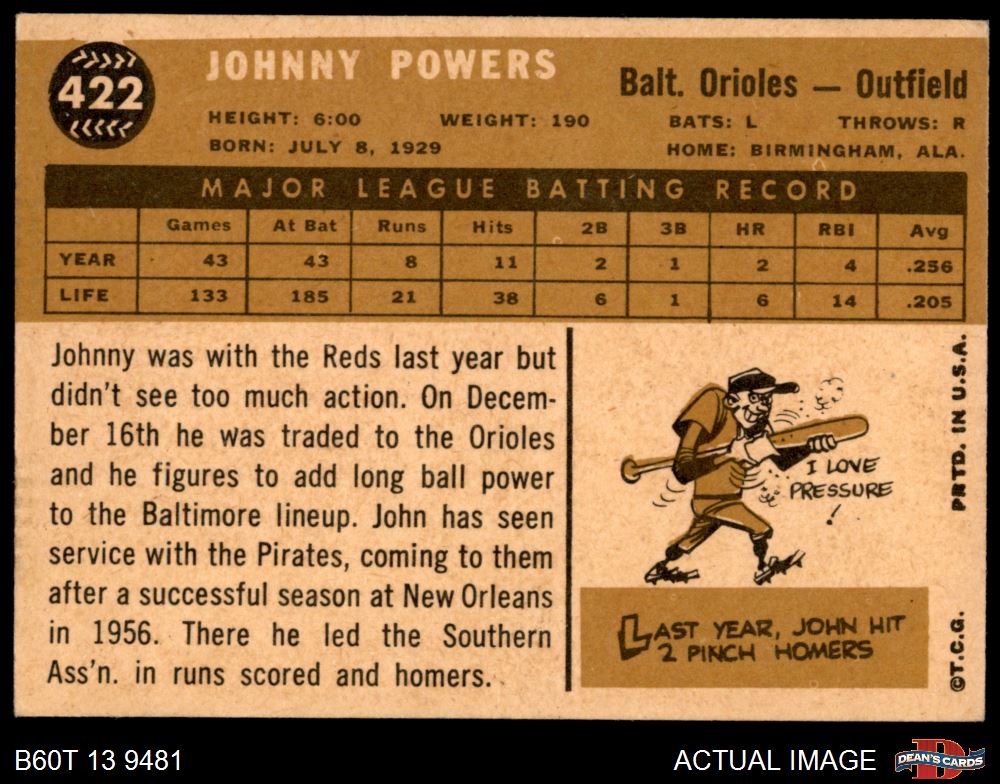 422
JOHNNY POWERS
Balt. Orioles — Outfield
HEIGHT: 6:00 WEIGHT: 190 BATS: L THROWS: R
BORN: JULY 8, 1929 HOME: BIRMINGHAM, ALA.
MAJOR LEAGUE BATTING RECORD
Games At Bat Runs Hits 2B 3B HR RBI Avg
YEAR 43 43 8 11 2 1 2 4 .256
LIFE 133 185 21 38 6 1 6 14 .205
Johnny was with the Reds last year but
didn't see too much action. On Decem-
ber 16th he was traded to the Orioles
and he figures to add long ball power
to the Baltimore lineup. John has seen
service with the Pirates, coming to them
after a successful season at New Orleans
in 1956. There he led the Southern
Ass'n. in runs scored and homers.
I LOVE
PRESSURE
!
LAST YEAR, JOHN HIT
2 PINCH HOMERS
©T.C.G. PRTD. IN U.S.A.
B60T 13 9481
ACTUAL IMAGE
D
DEAN'S CARDS